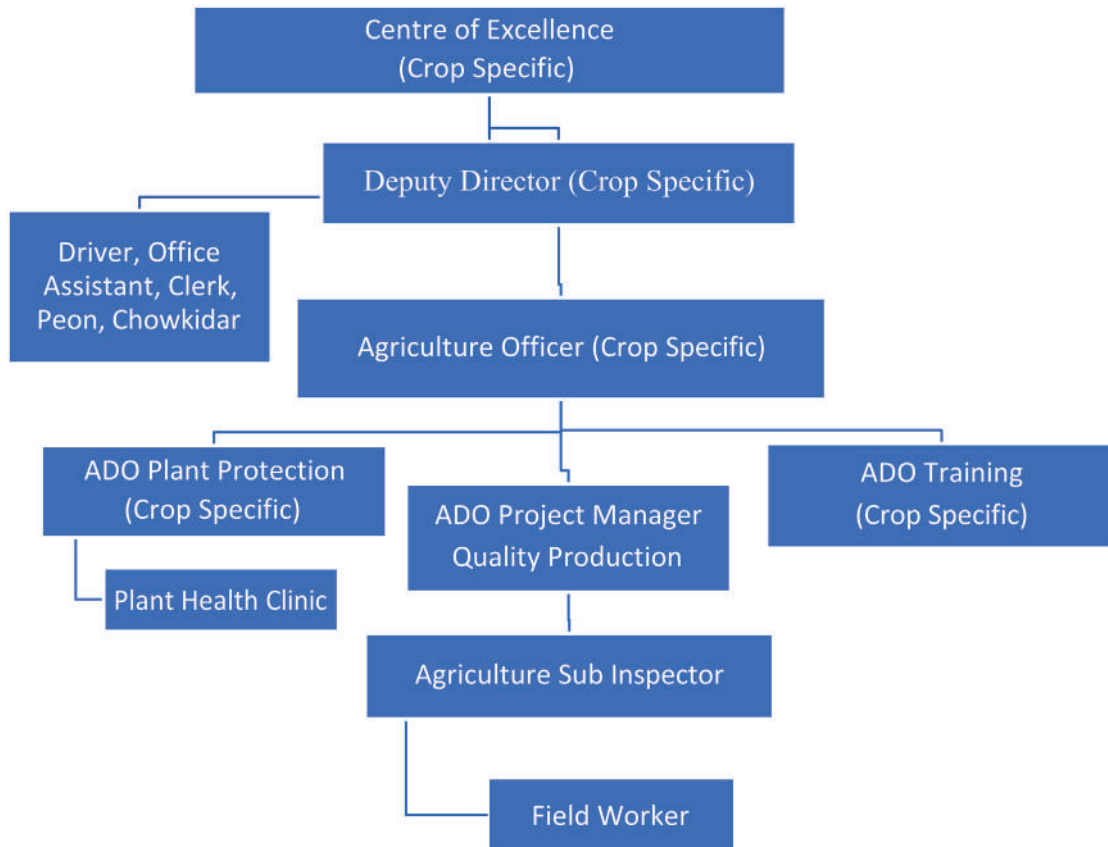 Centre of Excellence
(Crop Specific)
Deputy Director (Crop Specific)
Driver, Office
Assistant, Clerk,
Peon, Chowkidar
Agriculture Officer (Crop Specific)
ADO Plant Protection
(Crop Specific)
ADO Project Manager
Quality Production
ADO Training
(Crop Specific)
Plant Health Clinic
Agriculture Sub Inspector
Field Worker